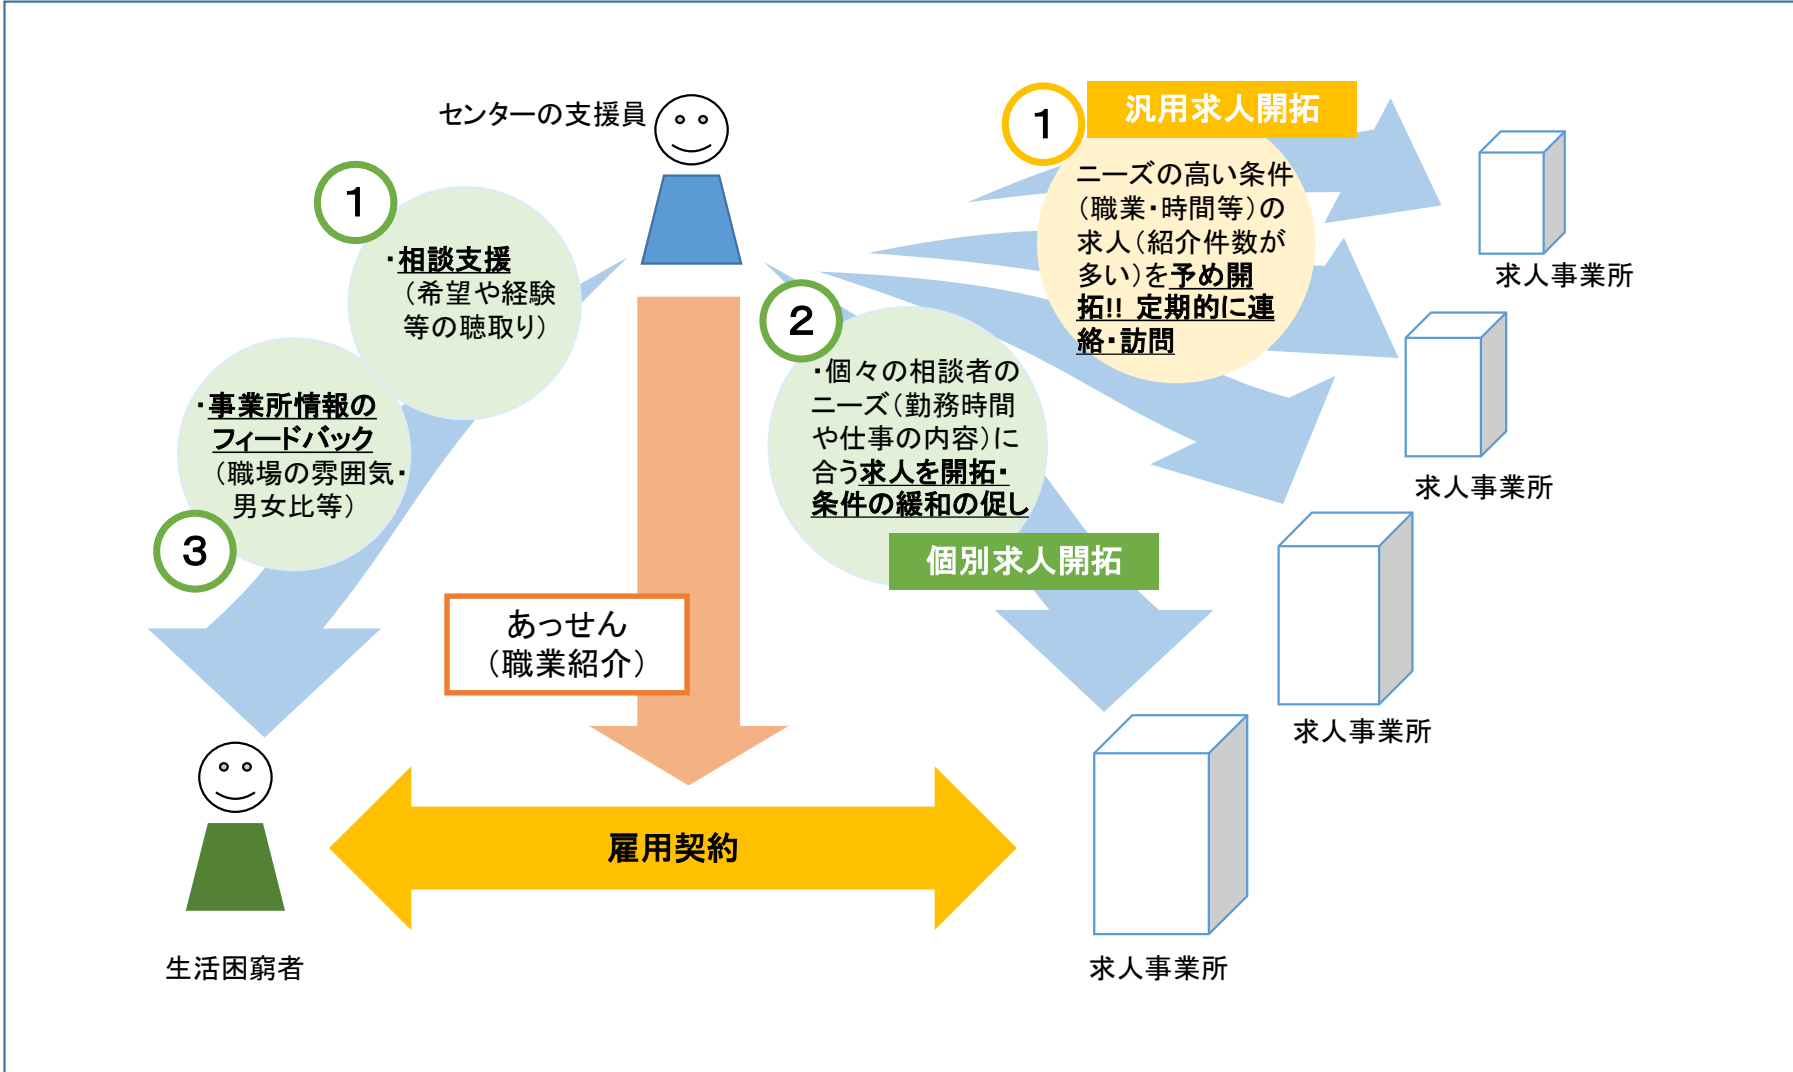 センターの支援員
1
・相談支援
（希望や経験
等の聴取り）
・事業所情報の
フィードバック
（職場の雰囲気・
男女比等）
3
2
・個々の相談者の
ニーズ（勤務時間
や仕事の内容）に
合う求人を開拓・
条件の緩和の促し
個別求人開拓
1
汎用求人開拓
ニーズの高い条件
（職業・時間等）の
求人（紹介件数が
多い）を予め開
拓!! 定期的に連
絡・訪問
求人事業所
求人事業所
求人事業所
求人事業所
あっせん
（職業紹介）
雇用契約
生活困窮者